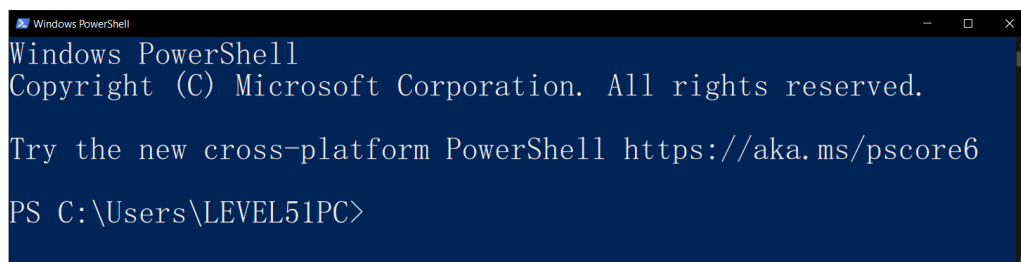 Windows PowerShell
Windows PowerShell
Copyright (C) Microsoft Corporation. All rights reserved.
Try the new cross-platform PowerShell https://aka.ms/pscore6
PS C:\Users\LEVEL51PC>